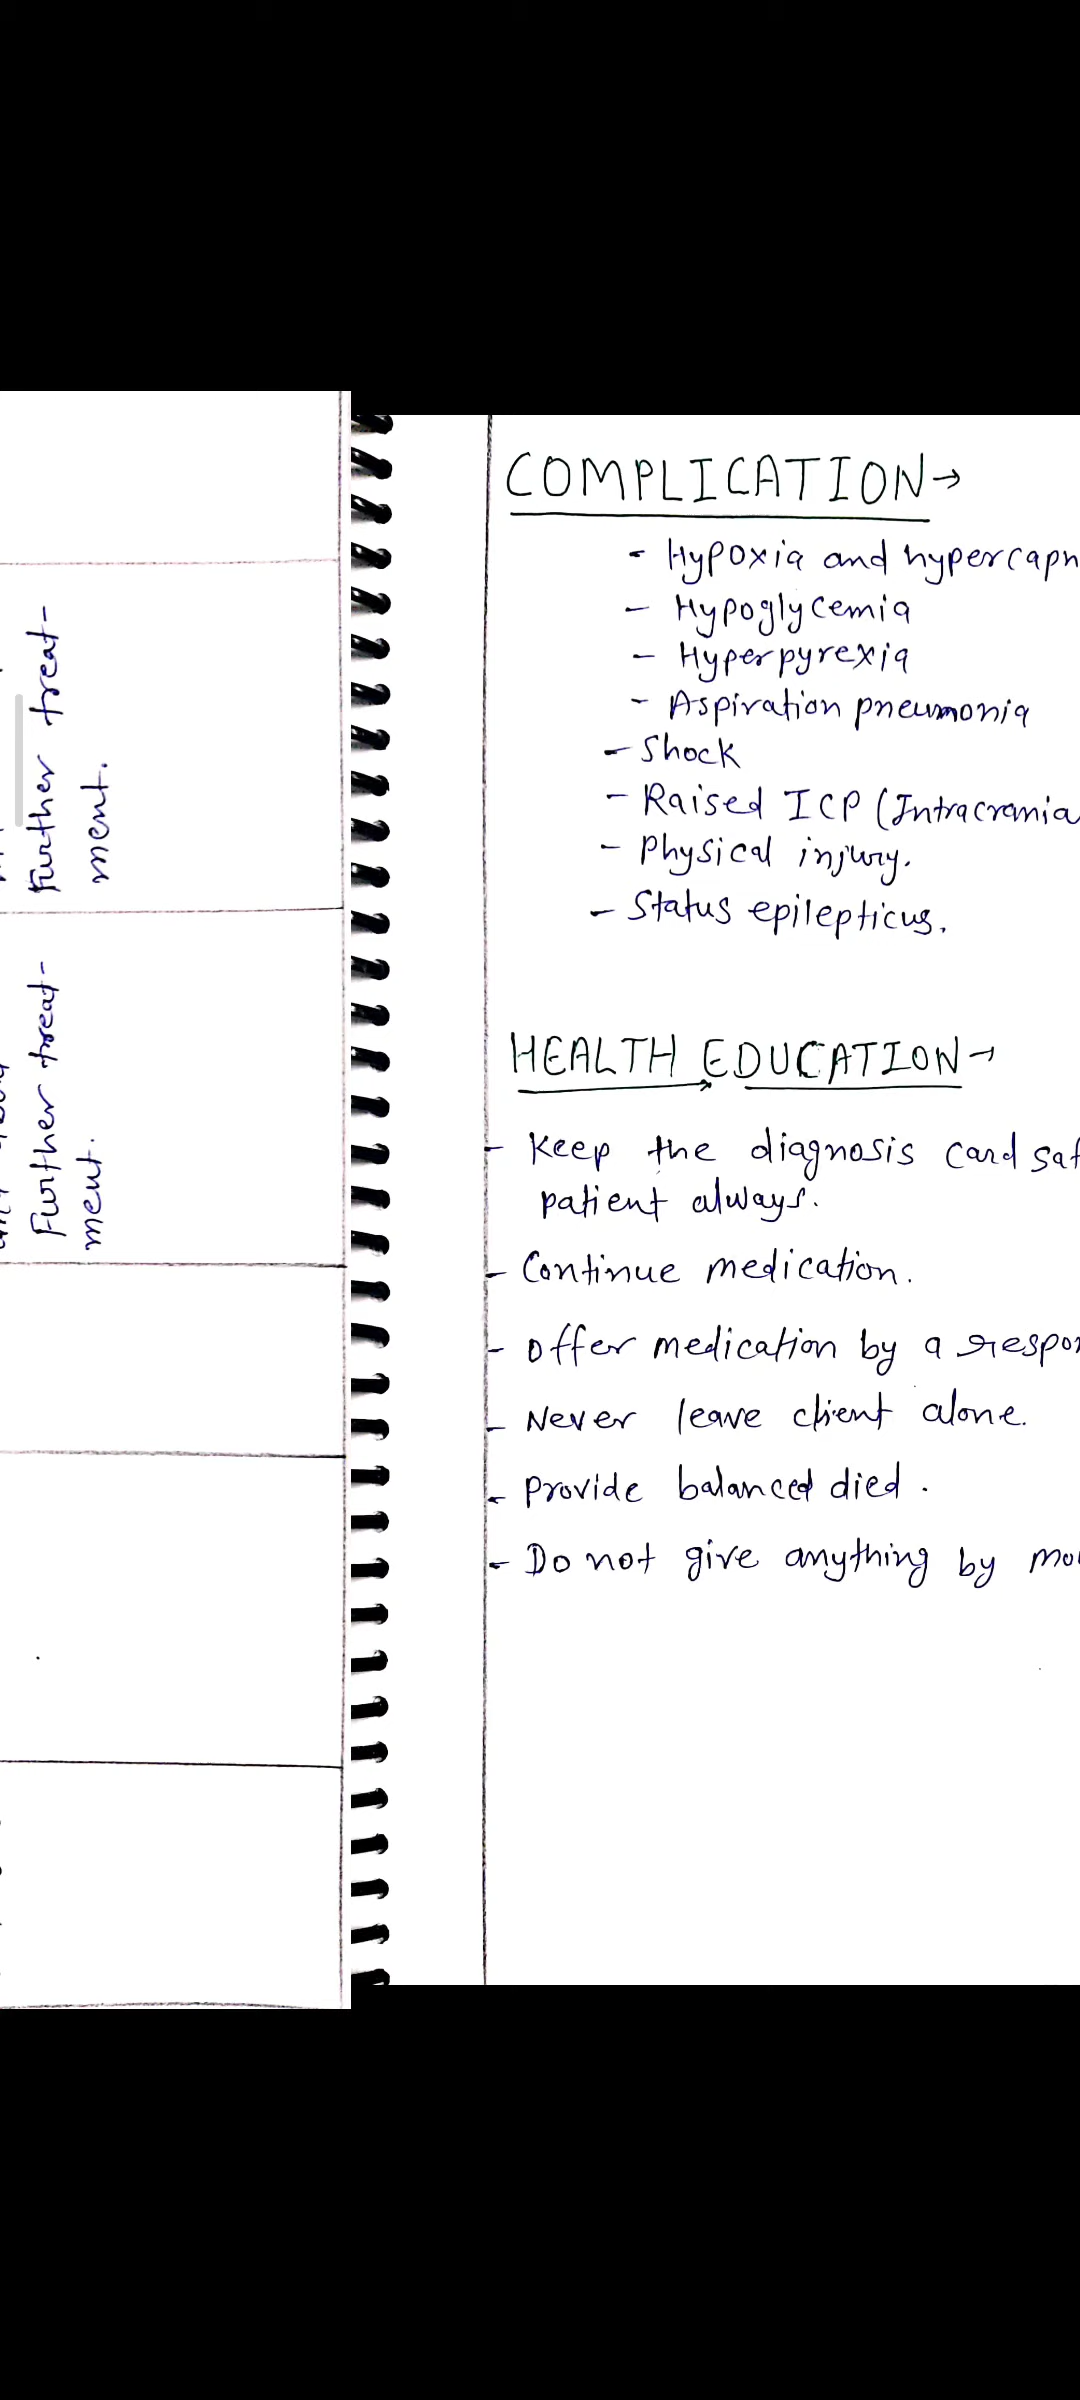 Further treat-
ment.
Further treat-
ment.
COMPLICATION→
- Hypoxia and hypercapn
- Hypoglycemia
- Hyperpyrexia
- Aspiration pneumonia
- Shock
- Raised ICP (Intracrania
- Physical injury.
- Status epilepticus.
HEALTH EDUCATION→
- Keep the diagnosis card saf
patient always.
- Continue medication.
- Offer medication by a respon
- Never leave client alone.
- Provide balanced died.
- Do not give anything by mou